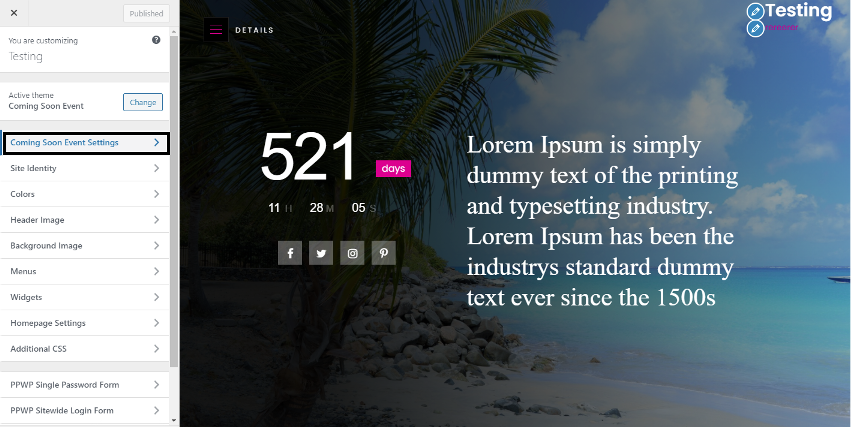 Published
You are customizing
Testing
Active theme
Coming Soon Event
Change
Coming Soon Event Settings
Site Identity
Colors
Header Image
Background Image
Menus
Widgets
Homepage Settings
Additional CSS
PPWP Single Password Form
PPWP Sitewide Login Form
DETAILS
Testing
521
days
11 H 28 M 05 S
Lorem Ipsum is simply
dummy text of the printing
and typesetting industry.
Lorem Ipsum has been the
industrys standard dummy
text ever since the 1500s